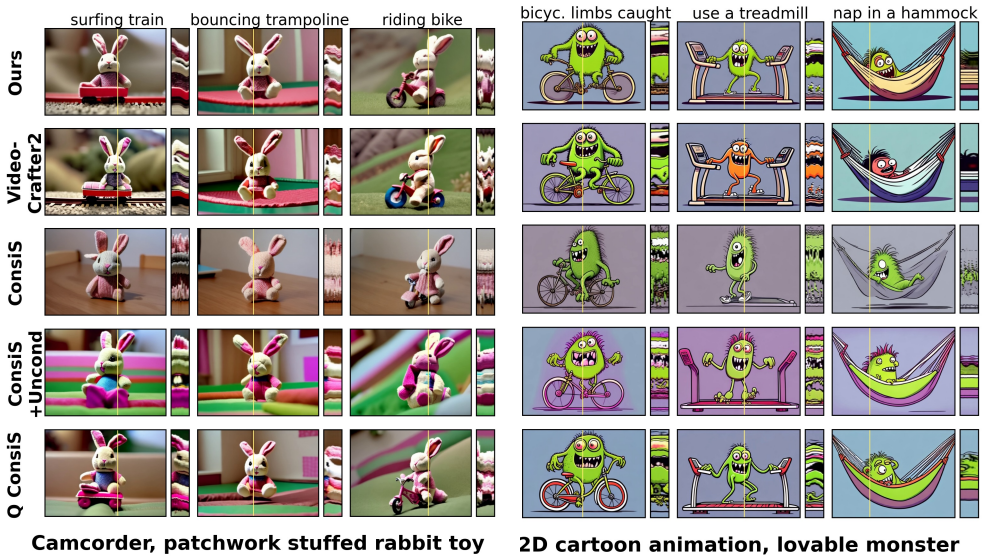 surfing train
bouncing trampoline
riding bike
bicyc. limbs caught
use a treadmill
nap in a hammock
Ours
Video-
Crafter2
ConsiS
ConsiS
+Uncond
Q ConsiS
Camcorder, patchwork stuffed rabbit toy
2D cartoon animation, lovable monster